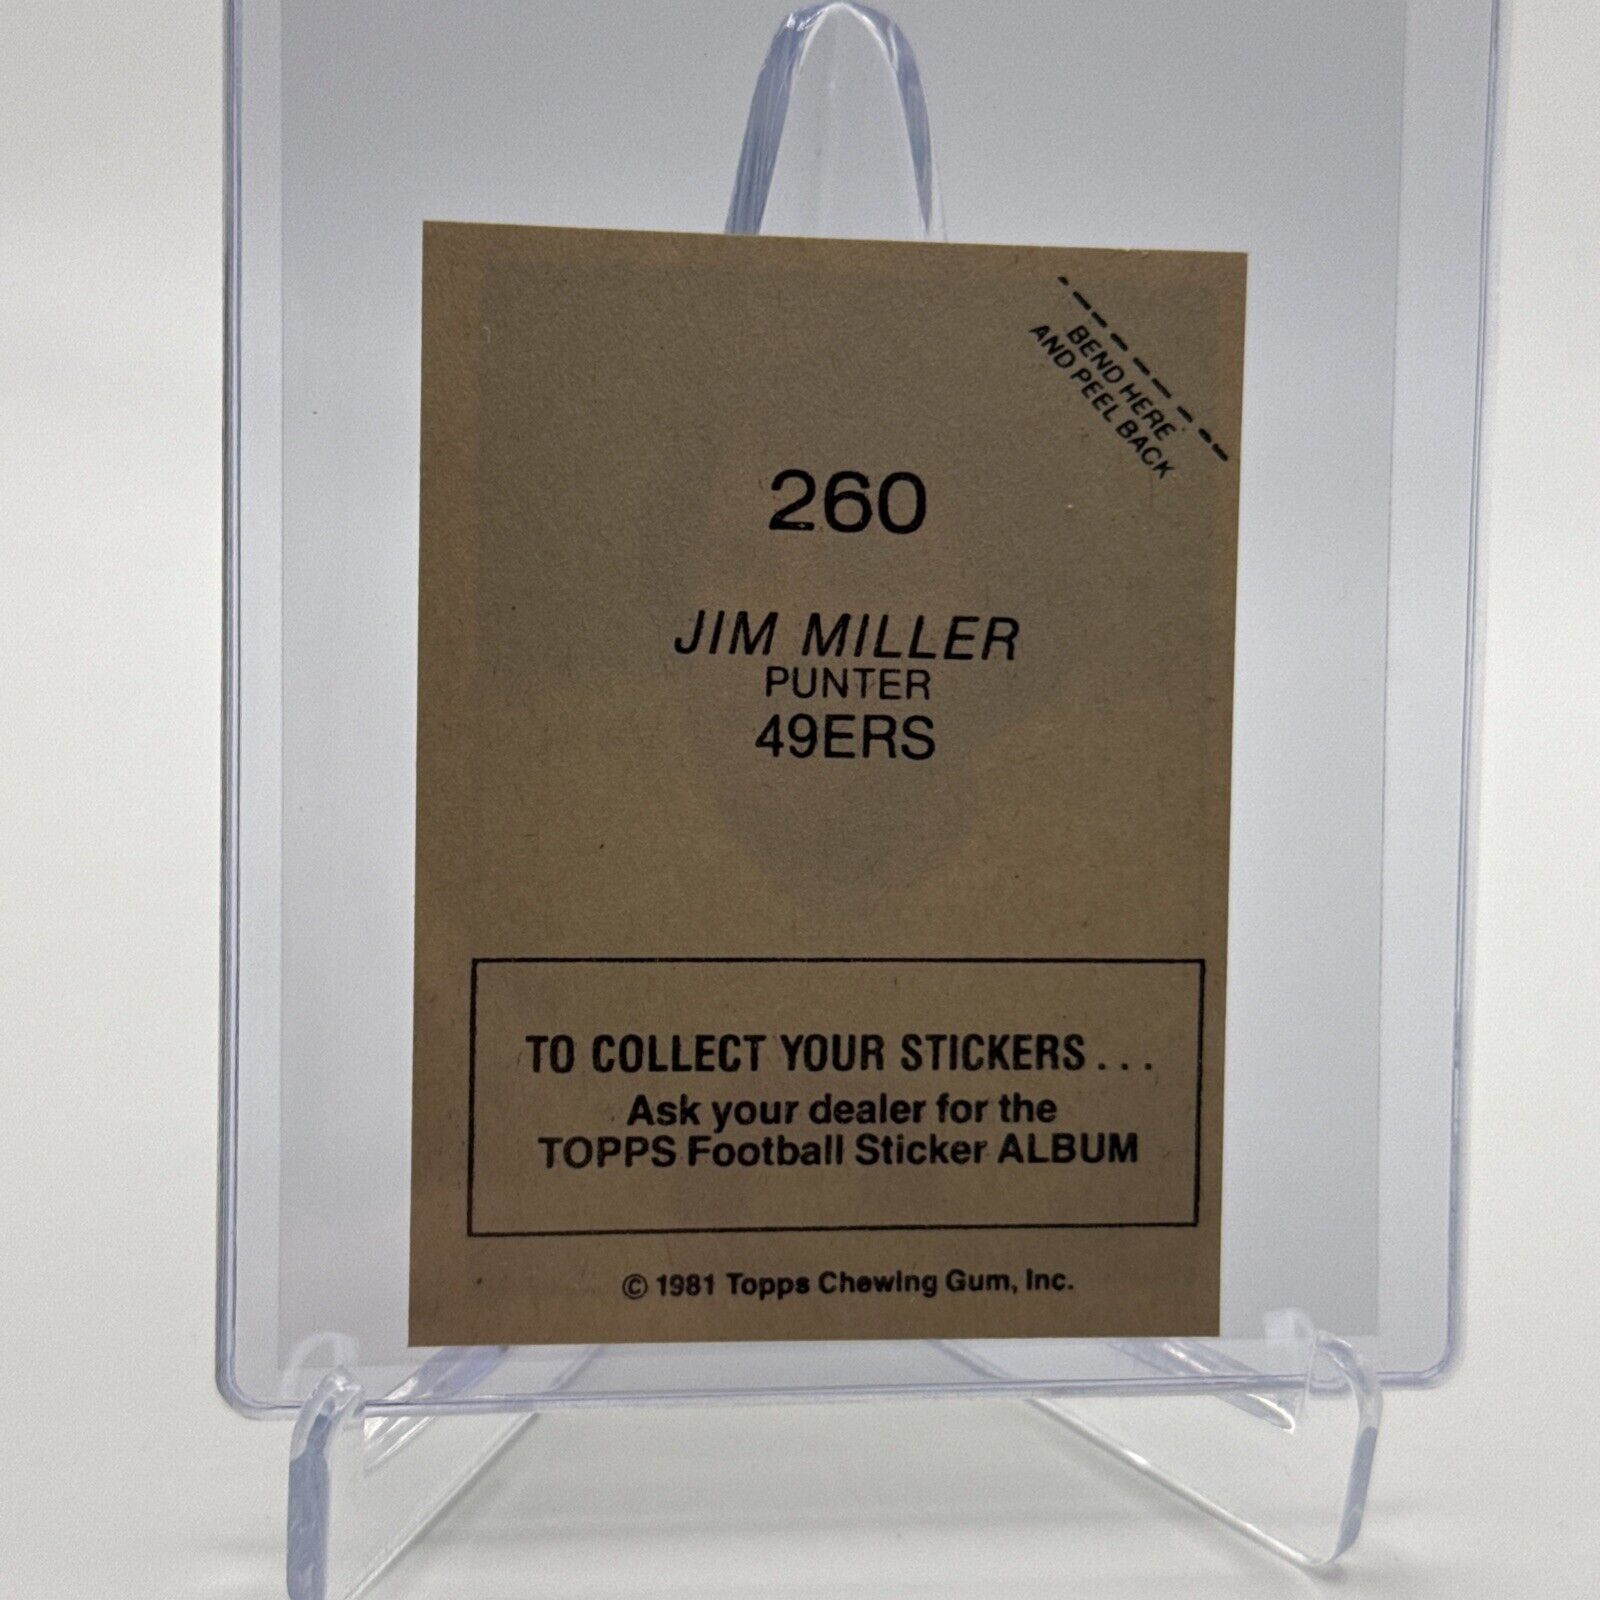 BEND HERE
AND PEEL BACK
260
JIM MILLER
PUNTER
49ERS
TO COLLECT YOUR STICKERS...
Ask your dealer for the
TOPPS Football Sticker ALBUM
© 1981 Topps Chewing Gum, Inc.